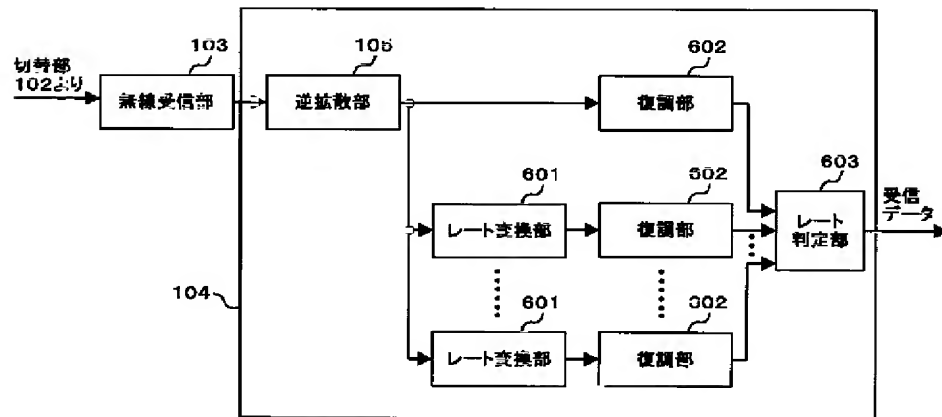 切替部
102より
103
無線受信部
105
逆拡散部
602
復調部
601
レート変換部
602
復調部
603
レート
判定部
受信
データ
104
601
レート変換部
602
復調部